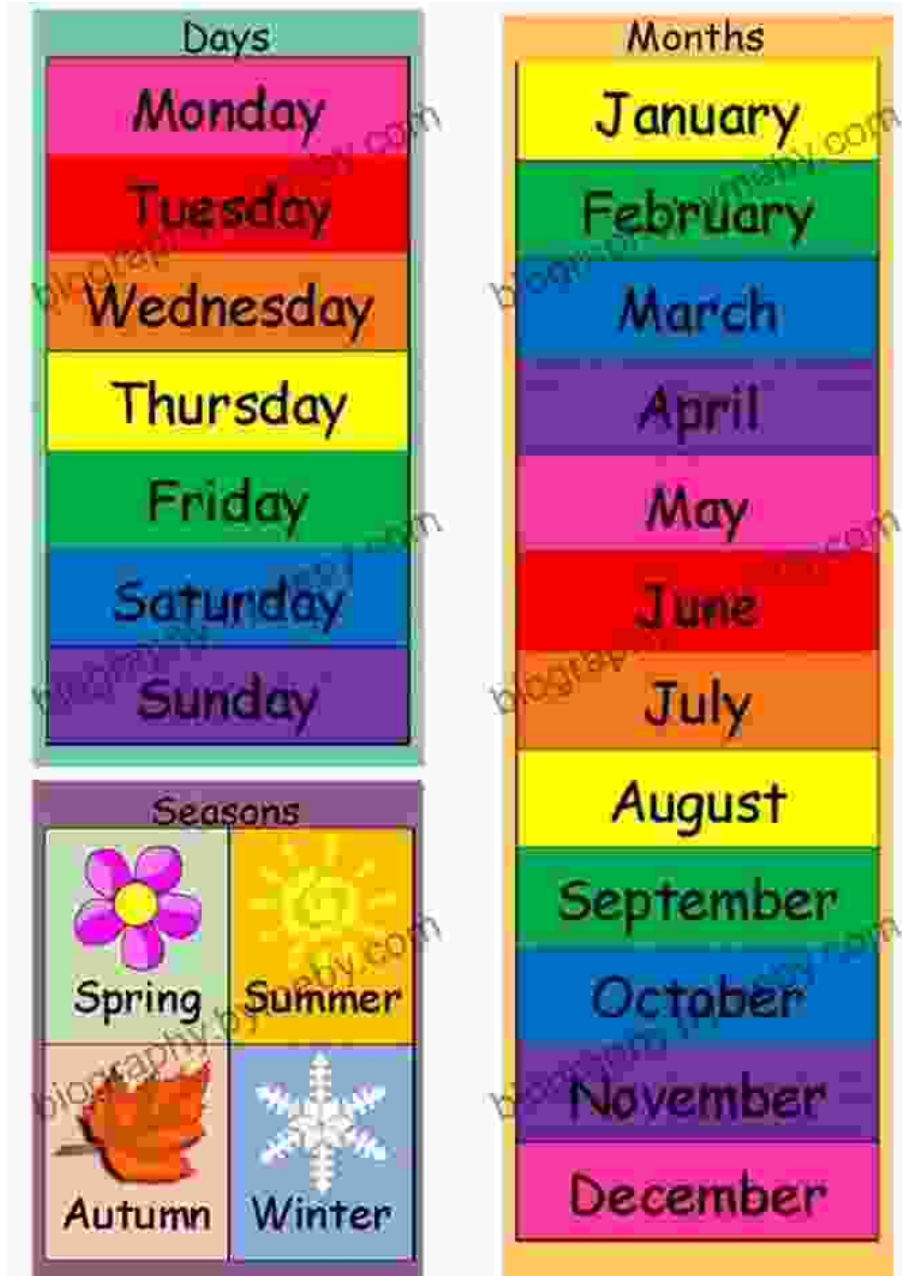 Days
Monday
Tuesday
Wednesday
Thursday
Friday
Saturday
Sunday
Seasons
Spring Summer
Autumn Winter
Months
January
February
March
April
May
June
July
August
September
October
November
December